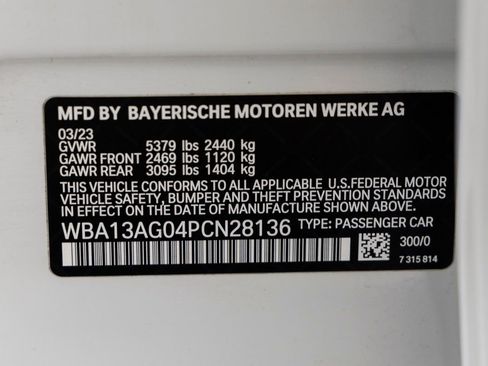 MFD BY BAYERISCHE MOTOREN WERKE AG
03/23
GVWR 5379 lbs 2440 kg
GAWR FRONT 2469 lbs 1120 kg
GAWR REAR 3095 lbs 1404 kg
THIS VEHICLE CONFORMS TO ALL APPLICABLE U.S.FEDERAL MOTOR
VEHICLE SAFETY, BUMPER AND THEFT PREVENTION STANDARDS
IN EFFECT ON THE DATE OF MANUFACTURE SHOWN ABOVE.
WBA13AG04PCN28136 TYPE: PASSENGER CAR
300/0
7 315 814